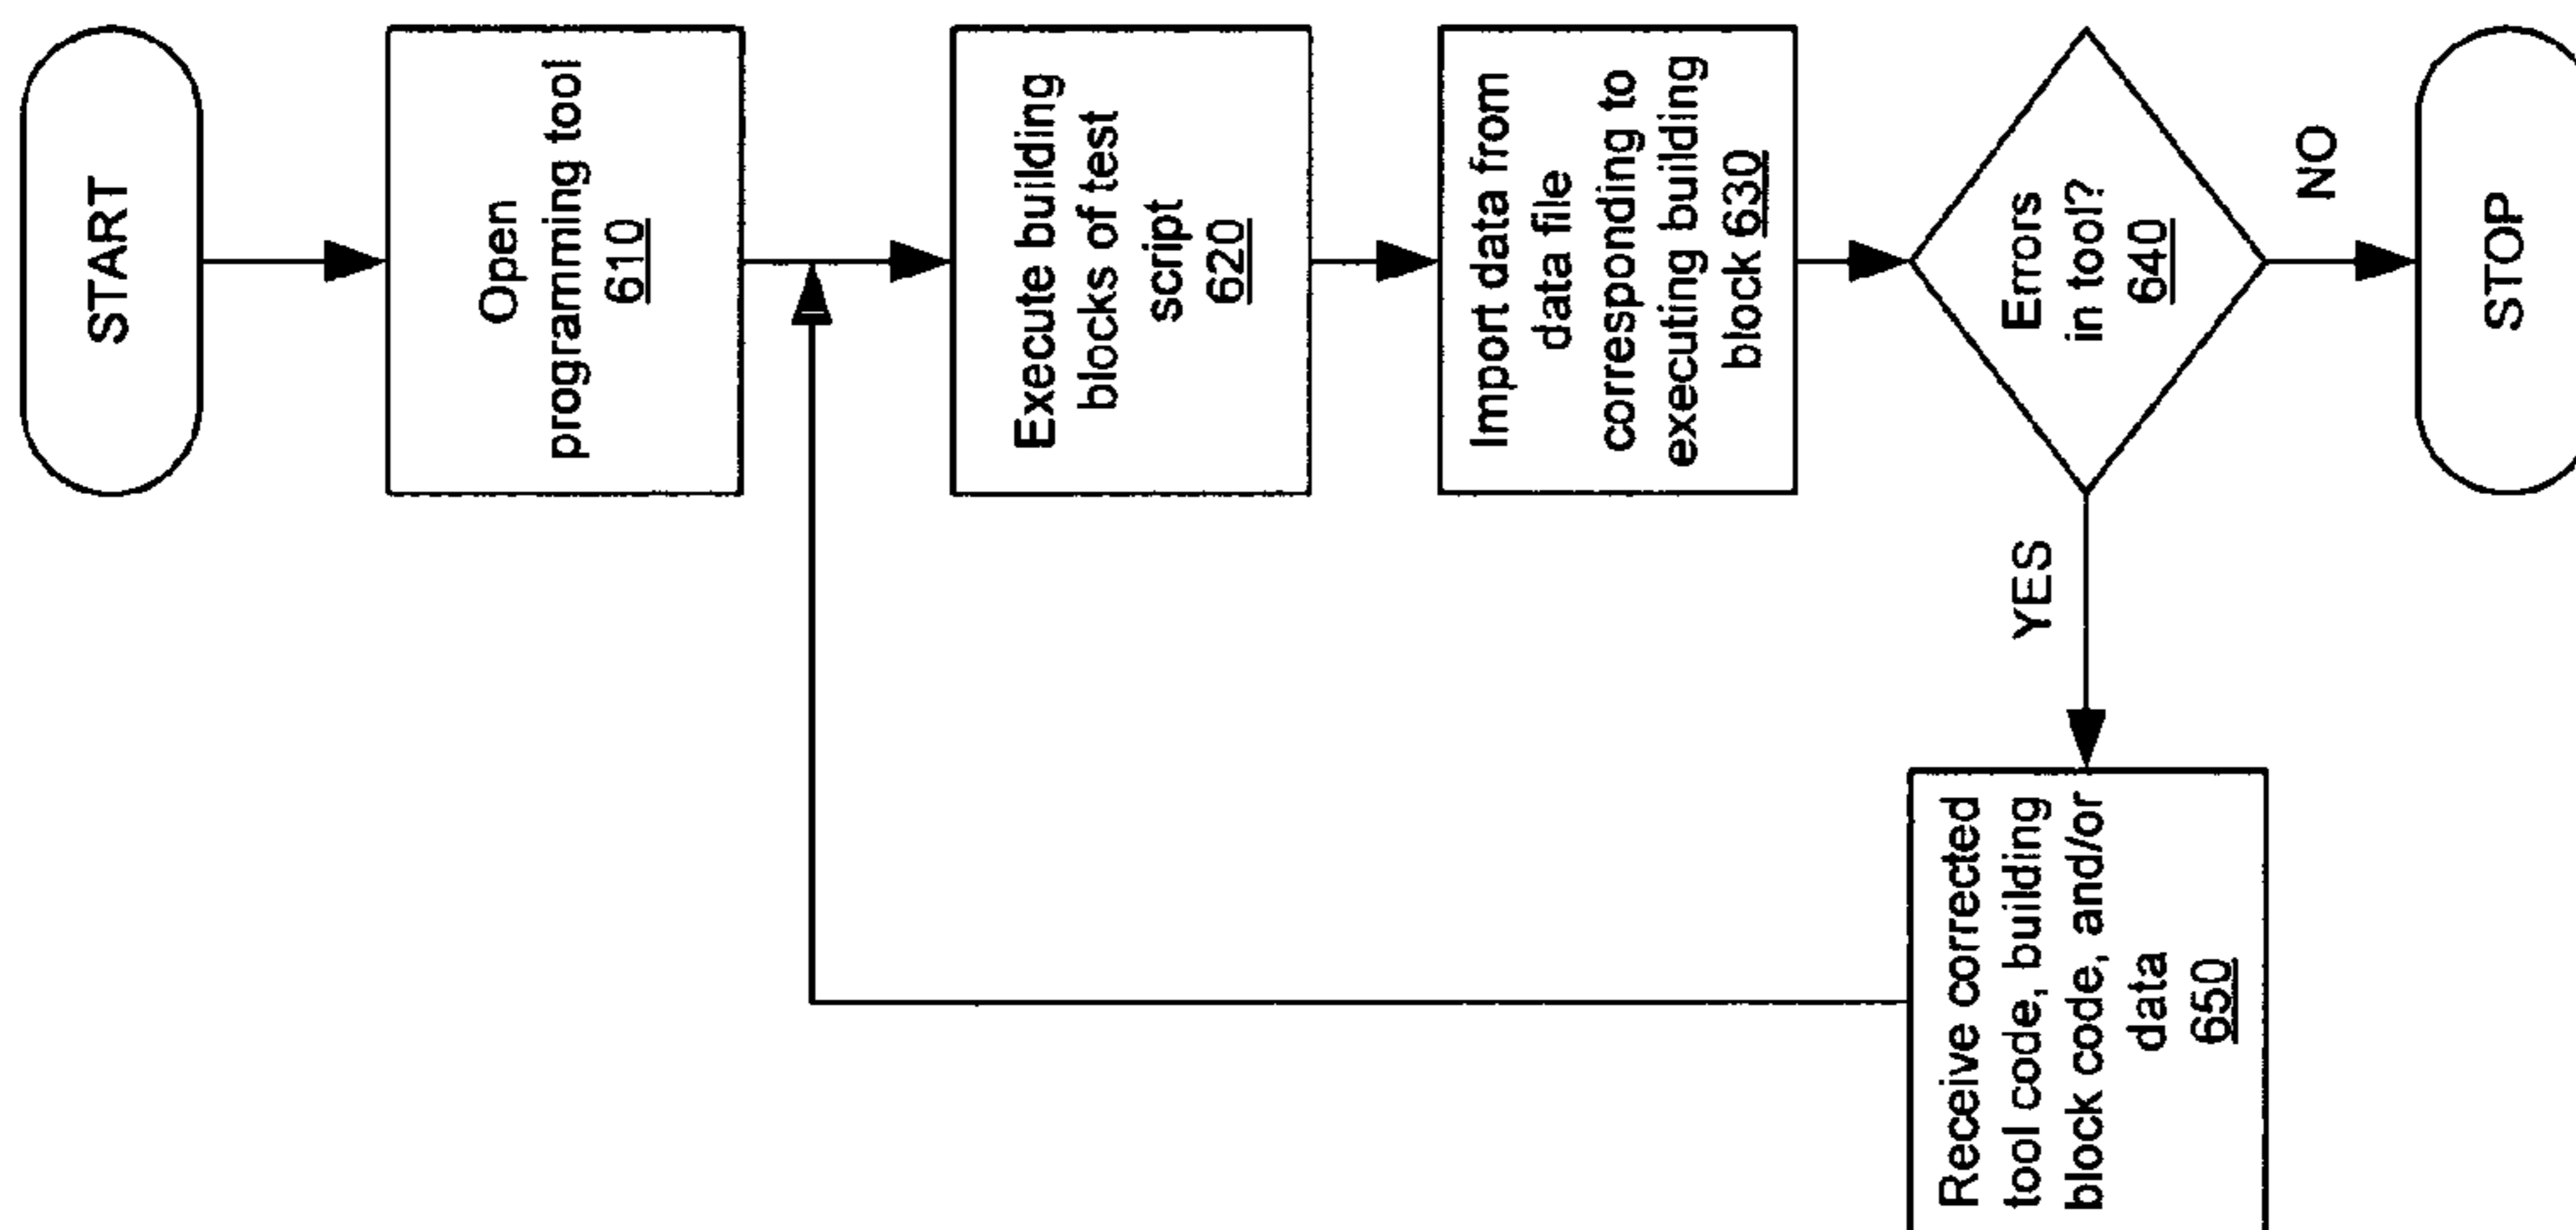 START
Open
programming tool
610
Execute building
blocks of test
script
620
Import data from
data file
corresponding to
executing building
block 630
Errors
in tool?
640
YES
NO
Receive corrected
tool code, building
block code, and/or
data
650
STOP